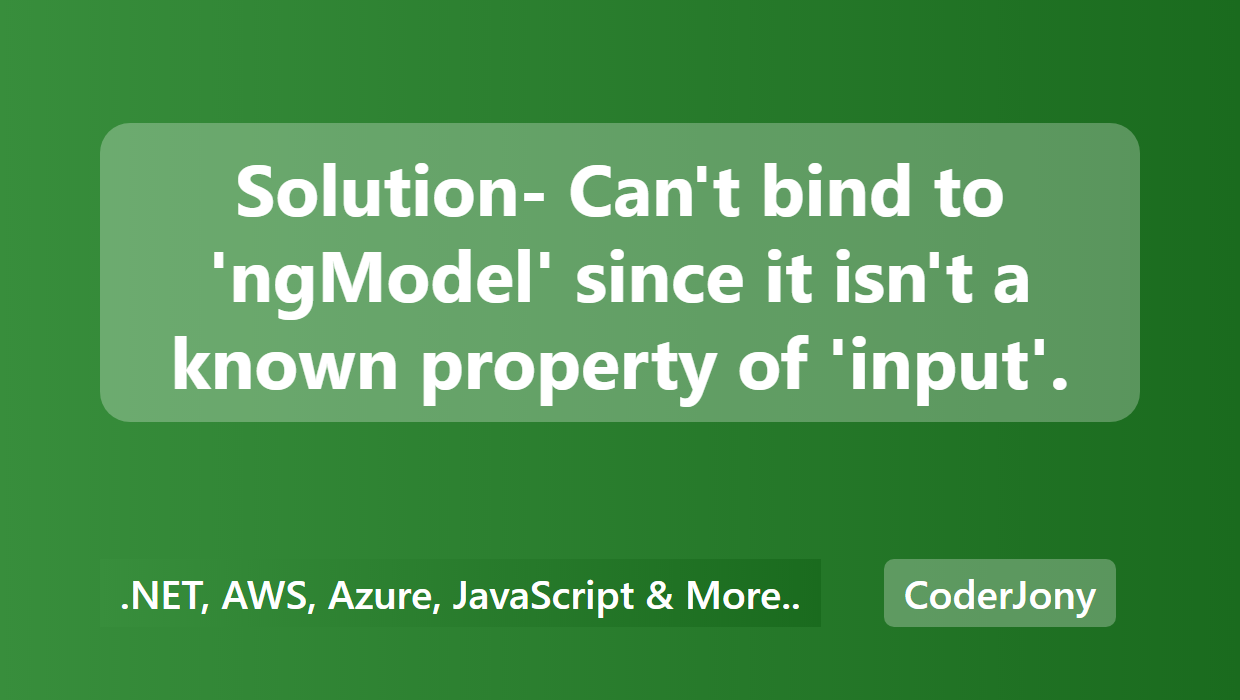 Solution- Can't bind to
'ngModel' since it isn't a
known property of 'input'.
.NET, AWS, Azure, JavaScript & More..
CoderJony